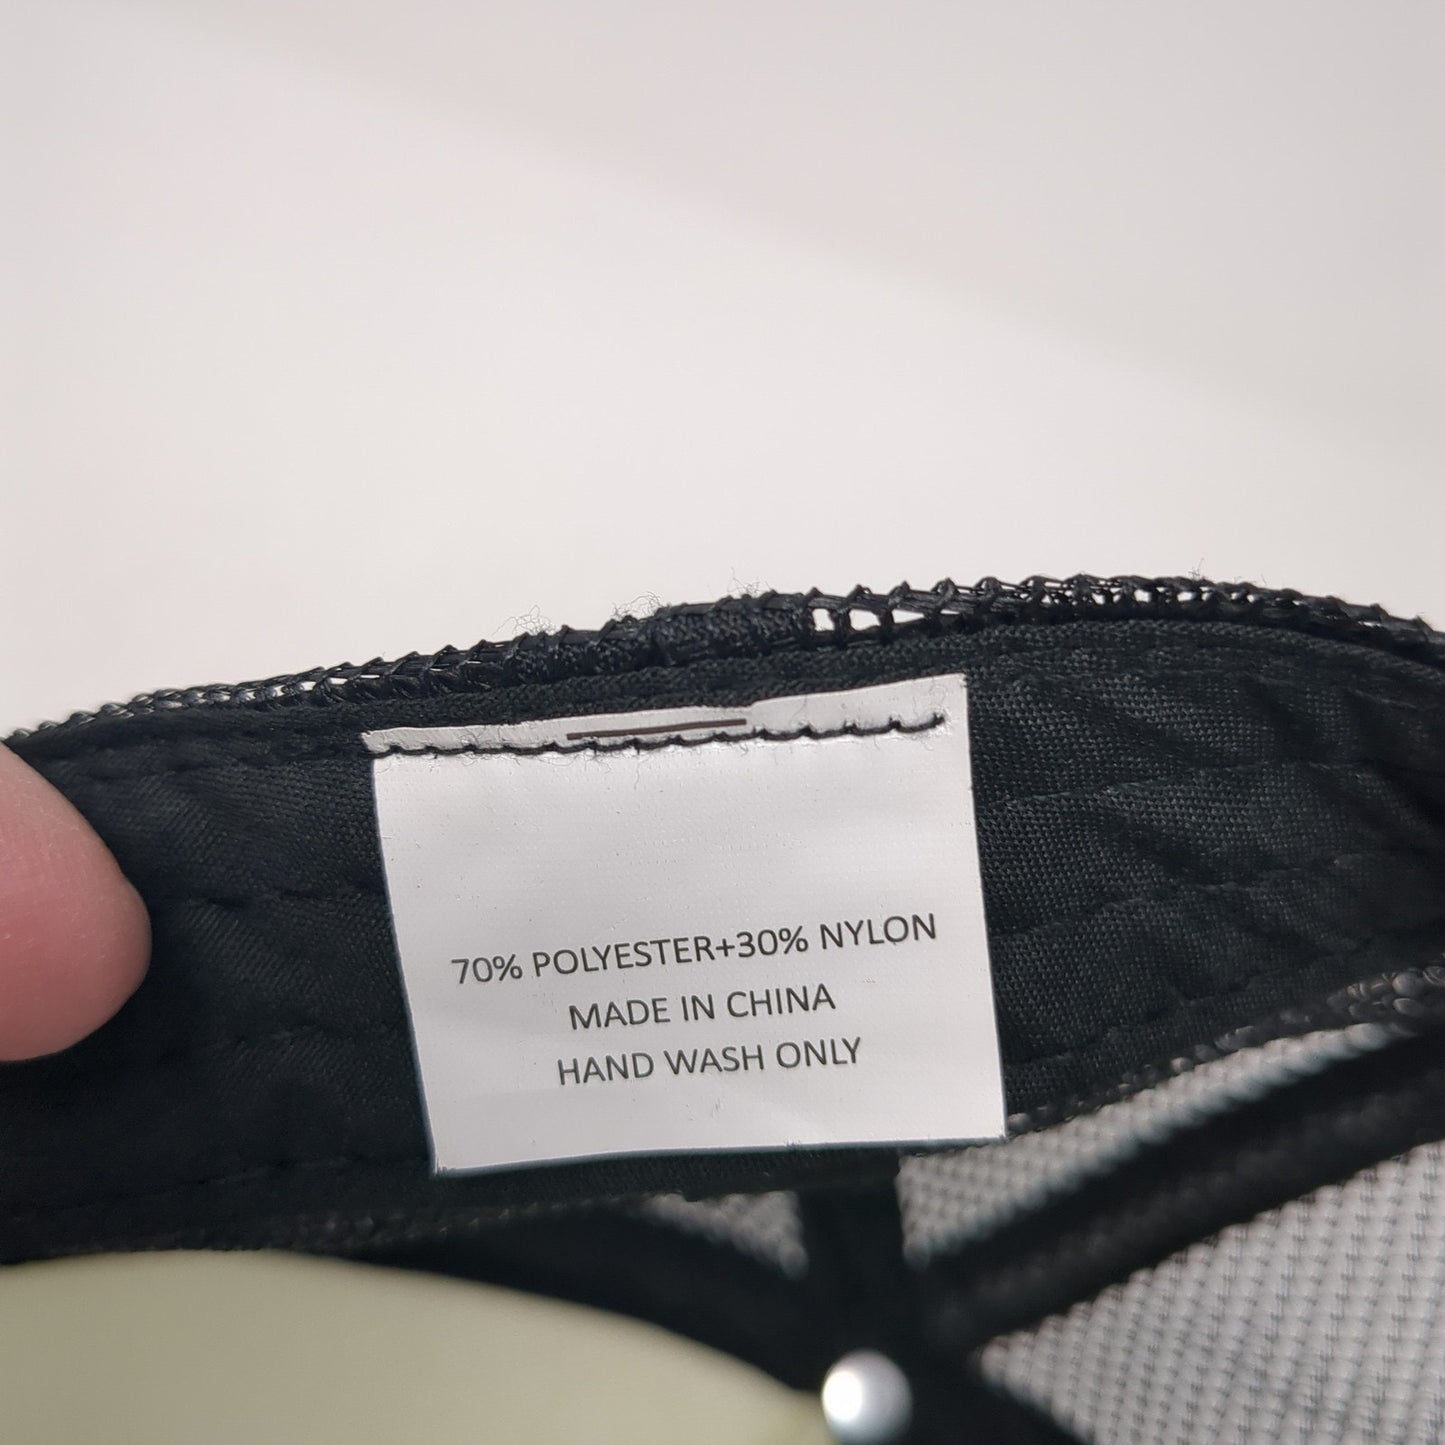 70% POLYESTER+30% NYLON
MADE IN CHINA
HAND WASH ONLY